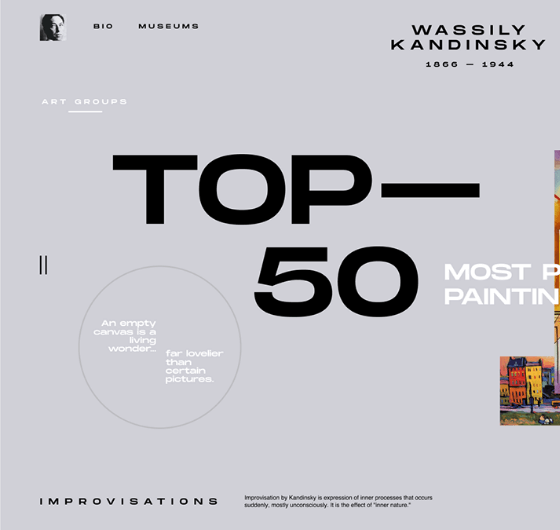 BIO MUSEUMS
WASSILY
KANDINSKY
1866 — 1944
ART GROUPS
TOP—
50
MOST P
PAINTIN
An empty
canvas is a
living
wonder...
far lovelier
than
certain
pictures.
IMPROVISATIONS
Improvisation by Kandinsky is expression of inner processes that occurs
suddenly, mostly unconsciously. It is the effect of "inner nature."